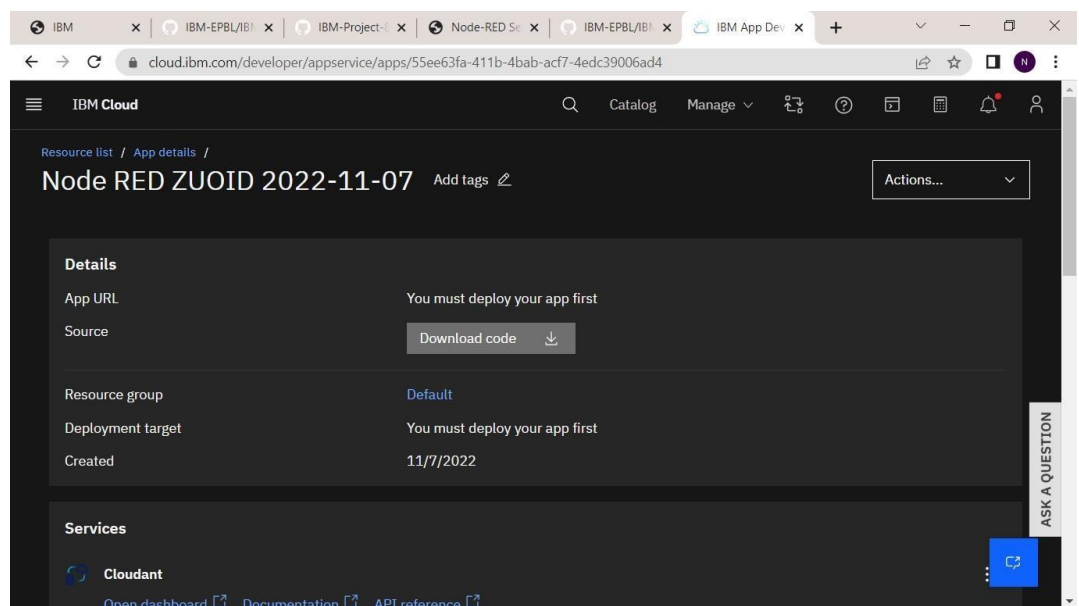 IBM
IBM-EPBL/IBM
IBM-Project-
Node-RED Se
IBM-EPBL/IBM
IBM App Dev
cloud.ibm.com/developer/appservice/apps/55ee63fa-411b-4bab-acf7-4edc39006ad4
N
IBM Cloud
Catalog
Manage
Resource list / App details /
Node RED ZUOID 2022-11-07
Add tags
Actions...
Details
App URL
You must deploy your app first
Source
Download code
Resource group
Default
Deployment target
You must deploy your app first
Created
11/7/2022
ASK A QUESTION
Services
Cloudant
Open dashboard
Documentation
API reference